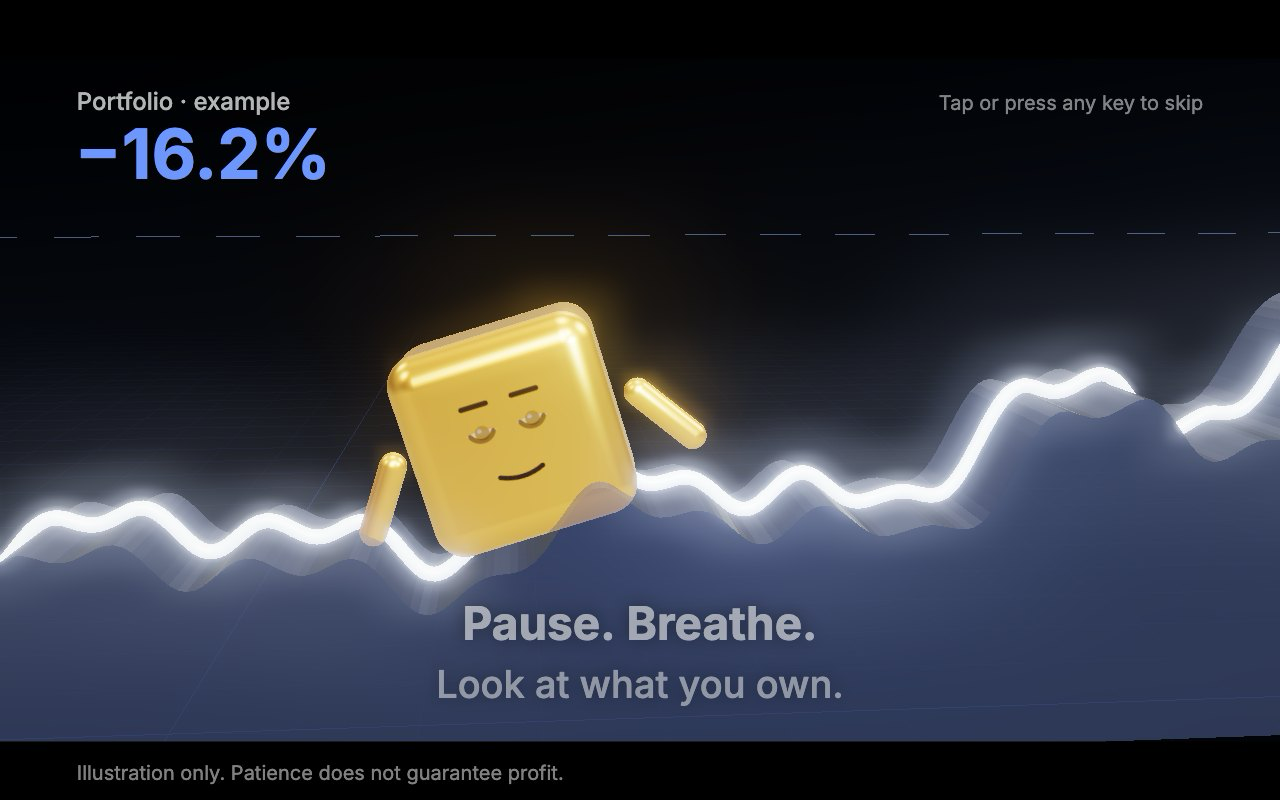 Portfolio · example
−16.2%
Tap or press any key to skip
Pause. Breathe.
Look at what you own.
Illustration only. Patience does not guarantee profit.